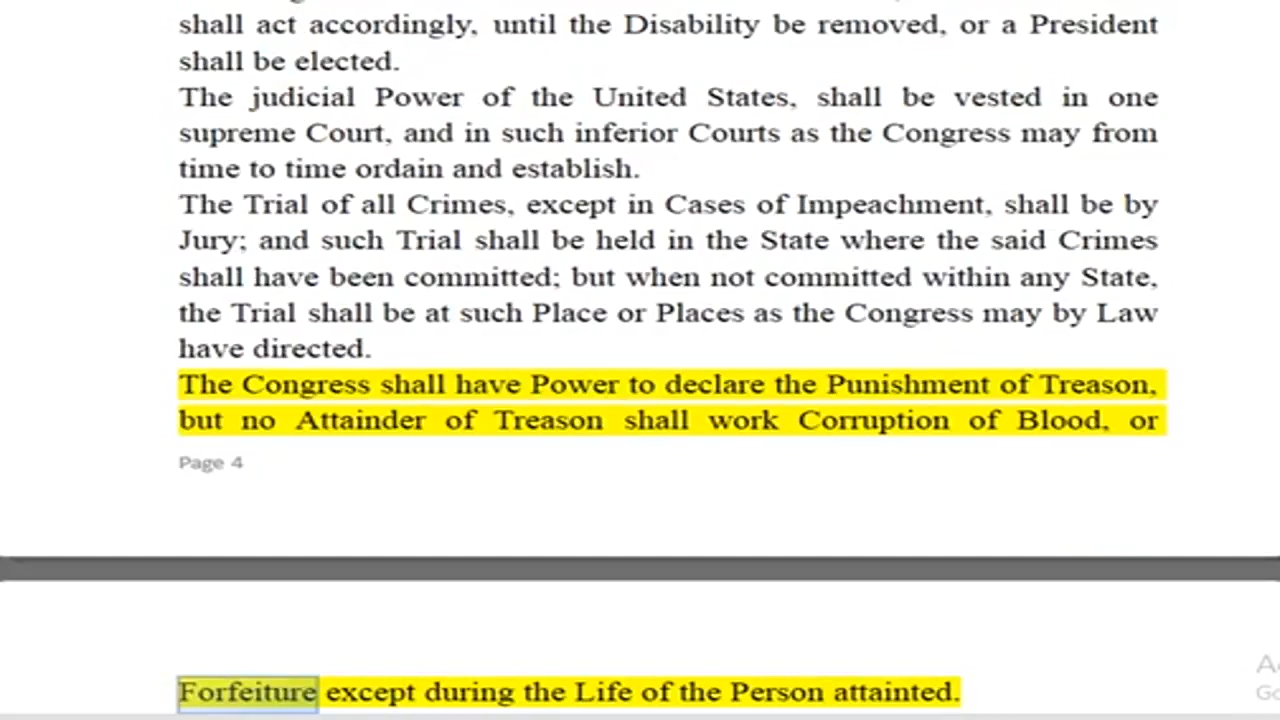 shall act accordingly, until the Disability be removed, or a President
shall be elected.
The judicial Power of the United States, shall be vested in one
supreme Court, and in such inferior Courts as the Congress may from
time to time ordain and establish.
The Trial of all Crimes, except in Cases of Impeachment, shall be by
Jury; and such Trial shall be held in the State where the said Crimes
shall have been committed; but when not committed within any State,
the Trial shall be at such Place or Places as the Congress may by Law
have directed.
The Congress shall have Power to declare the Punishment of Treason,
but no Attainder of Treason shall work Corruption of Blood, or
Page 4
Forfeiture except during the Life of the Person attainted.